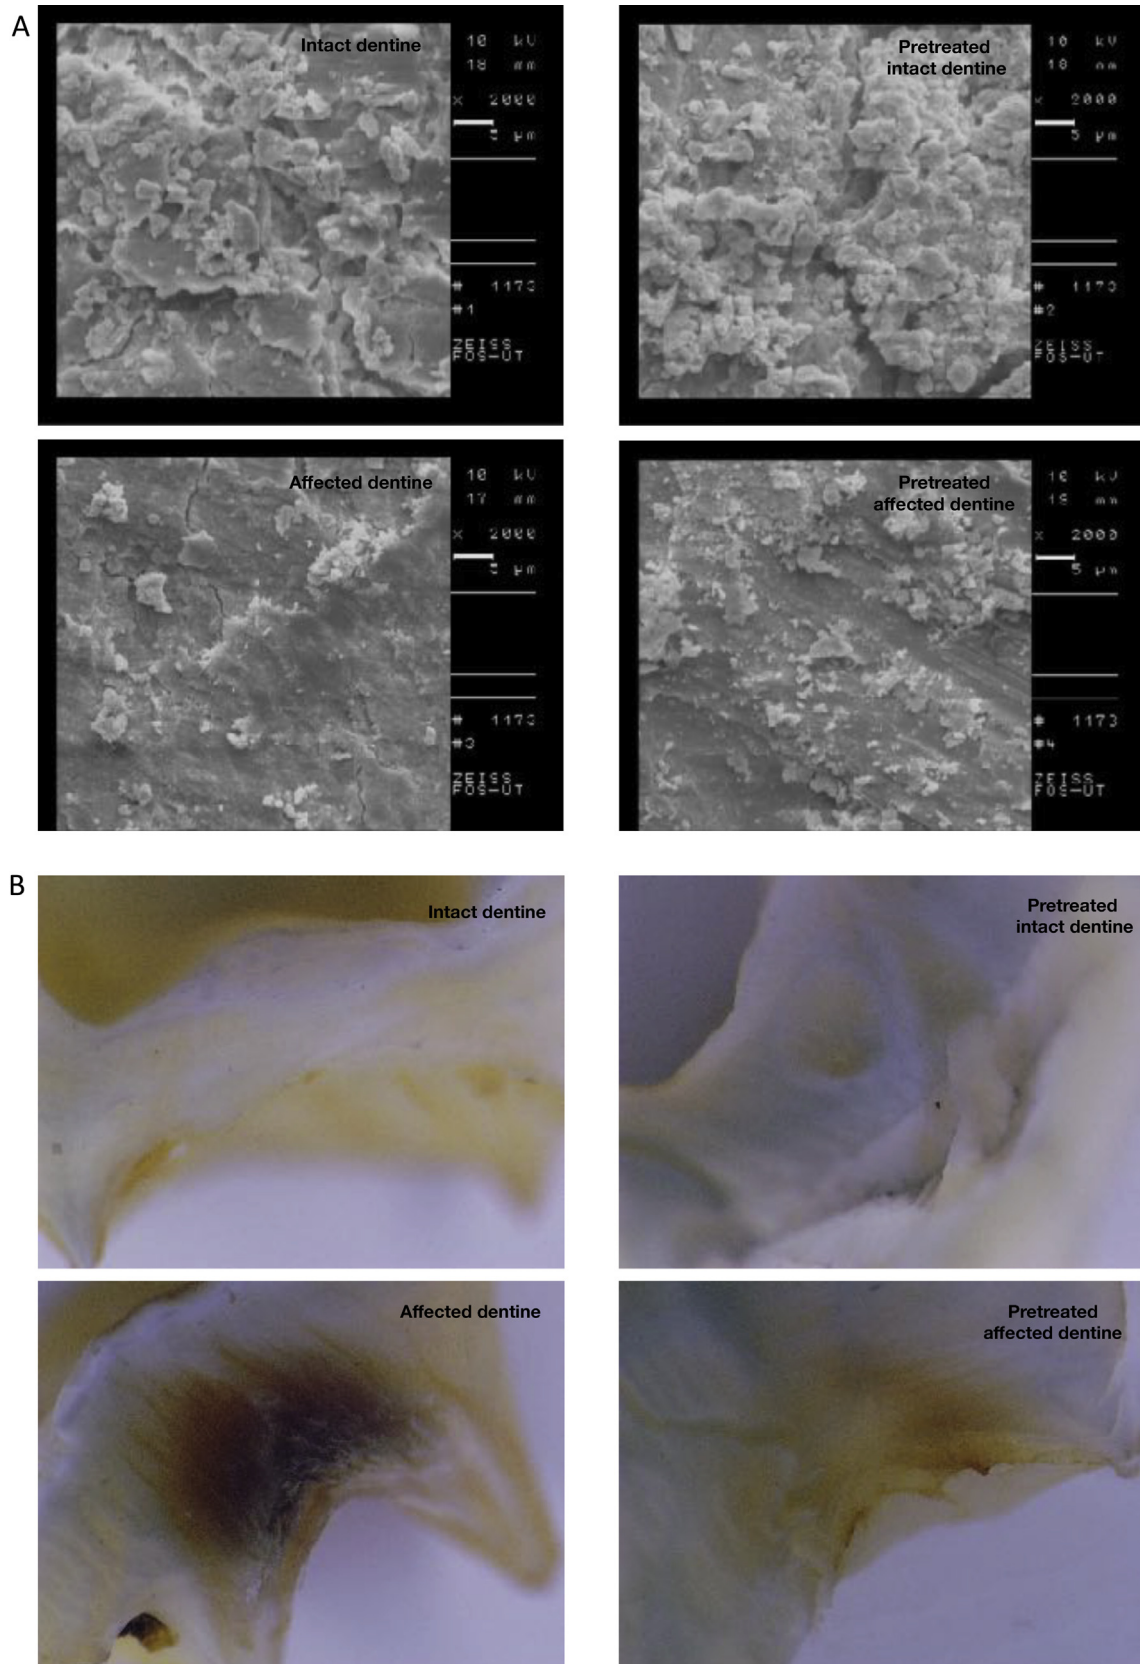 A
Intact dentine
10 kV
18 mm
x 2000
5 µm
# 1173
#1
ZEISS
FOS-UT
Pretreated
intact dentine
10 kV
18 mm
x 2000
5 µm
# 1173
#2
ZEISS
FOS-UT
Affected dentine
10 kV
17 mm
x 2000
5 µm
# 1173
#3
ZEISS
FOS-UT
Pretreated
affected dentine
10 kV
mm
x 2000
5 µm
# 1173
#4
ZEISS
FOS-UT
B
Intact dentine
Pretreated
intact dentine
Affected dentine
Pretreated
affected dentine